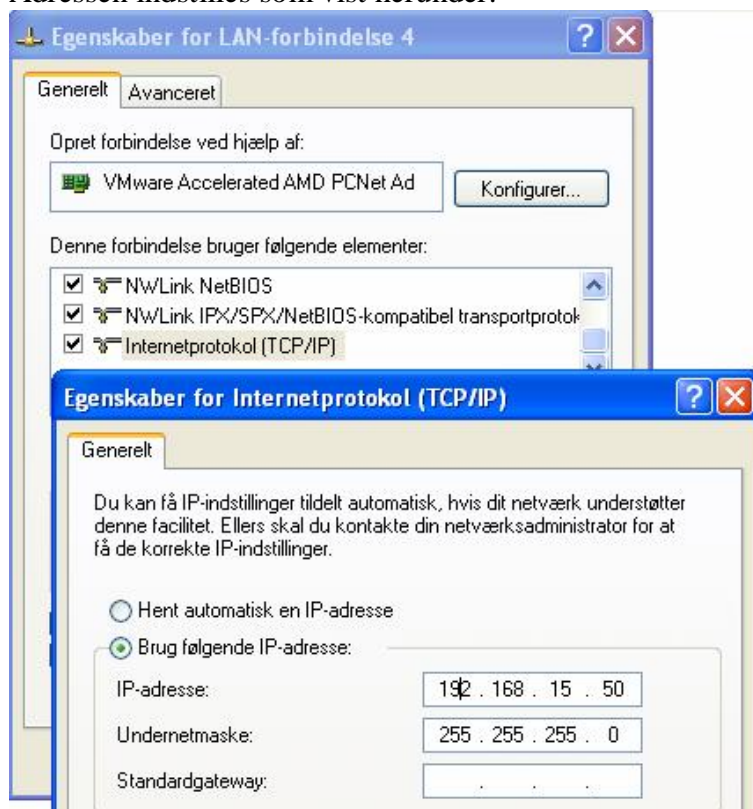 Adressen indstilles som vist herunder:
Egenskaber for LAN-forbindelse 4
Generelt Avanceret
Opret forbindelse ved hjælp af:
VMware Accelerated AMD PCNet Ad Konfigurer...
Denne forbindelse bruger følgende elementer:
NWLink NetBIOS
NWLink IPX/SPX/NetBIOS-kompatibel transportprotok
Internetprotokol (TCP/IP)
Egenskaber for Internetprotokol (TCP/IP)
Generelt
Du kan få IP-indstillinger tildelt automatisk, hvis dit netværk understøtter
denne facilitet. Ellers skal du kontakte din netværksadministrator for at
få de korrekte IP-indstillinger.
Hent automatisk en IP-adresse
Brug følgende IP-adresse:
IP-adresse: 192 . 168 . 15 . 50
Undernetmaske: 255 . 255 . 255 . 0
Standardgateway: . . .